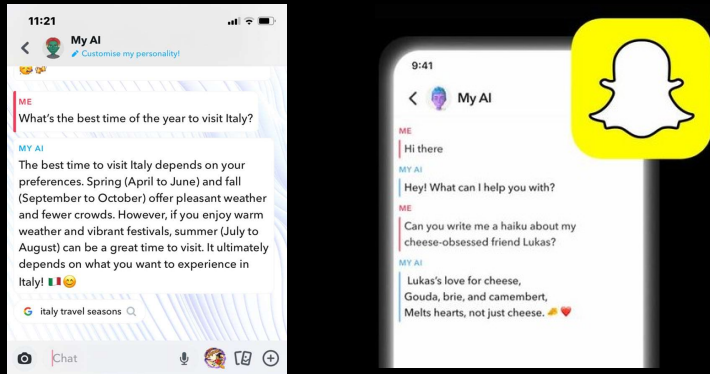 11:21
My AI
Customise my personality!
ME
What's the best time of the year to visit Italy?
MY AI
The best time to visit Italy depends on your
preferences. Spring (April to June) and fall
(September to October) offer pleasant weather
and fewer crowds. However, if you enjoy warm
weather and vibrant festivals, summer (July to
August) can be a great time to visit. It ultimately
depends on what you want to experience in
Italy! 🇮🇹😊
G italy travel seasons
Chat
9:41
My AI
ME
Hi there
MY AI
Hey! What can I help you with?
ME
Can you write me a haiku about my
cheese-obsessed friend Lukas?
MY AI
Lukas's love for cheese,
Gouda, brie, and camembert,
Melts hearts, not just cheese. 🧀❤️